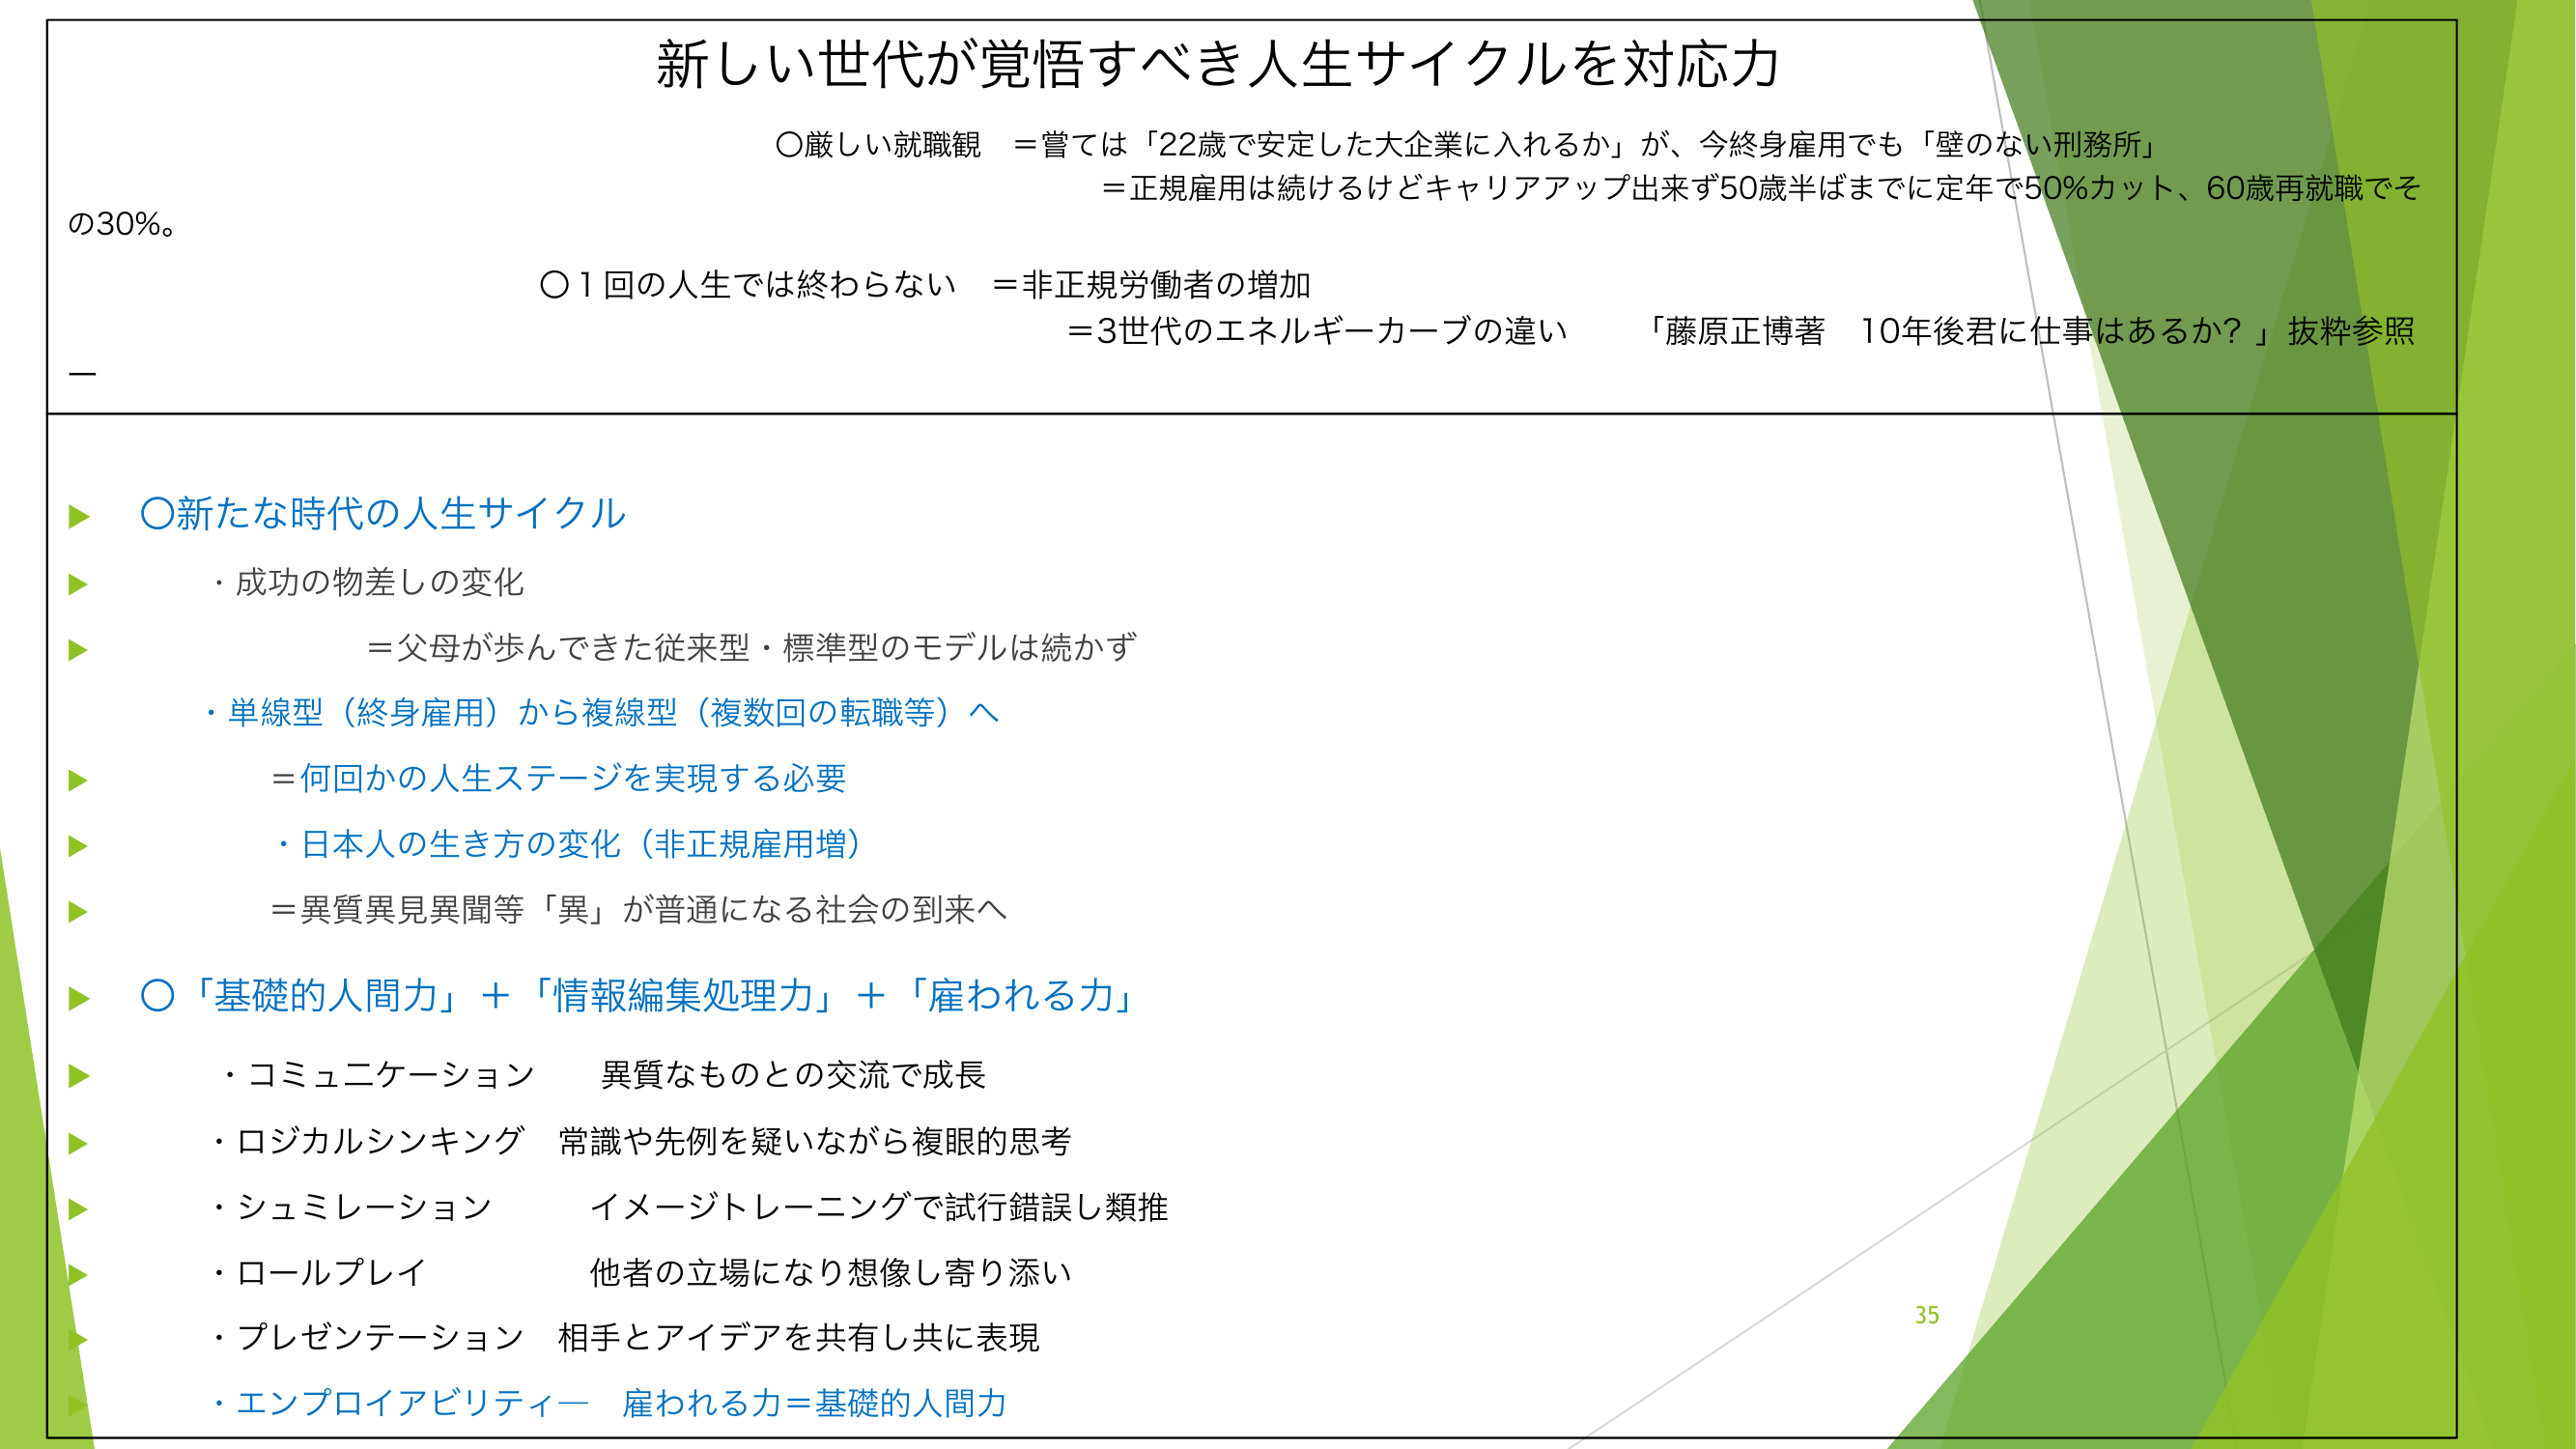 新しい世代が覚悟すべき人生サイクルを対応力
〇厳しい就職観　＝嘗ては「22歳で安定した大企業に入れるか」が、今終身雇用でも「壁のない刑務所」
＝正規雇用は続けるけどキャリアアップ出来ず50歳半ばまでに定年で50%カット、60歳再就職でそ
の30%。
〇１回の人生では終わらない　＝非正規労働者の増加
＝3世代のエネルギーカーブの違い　　「藤原正博著　10年後君に仕事はあるか？」抜粋参照
ー
〇新たな時代の人生サイクル
・成功の物差しの変化
＝父母が歩んできた従来型・標準型のモデルは続かず
・単線型（終身雇用）から複線型（複数回の転職等）へ
＝何回かの人生ステージを実現する必要
・日本人の生き方の変化（非正規雇用増）
＝異質異見異聞等「異」が普通になる社会の到来へ
〇「基礎的人間力」＋「情報編集処理力」＋「雇われる力」
・コミュニケーション　　異質なものとの交流で成長
・ロジカルシンキング　常識や先例を疑いながら複眼的思考
・シュミレーション　　　イメージトレーニングで試行錯誤し類推
・ロールプレイ　　　　　他者の立場になり想像し寄り添い
・プレゼンテーション　相手とアイデアを共有し共に表現
・エンプロイアビリティ―　雇われる力＝基礎的人間力
35